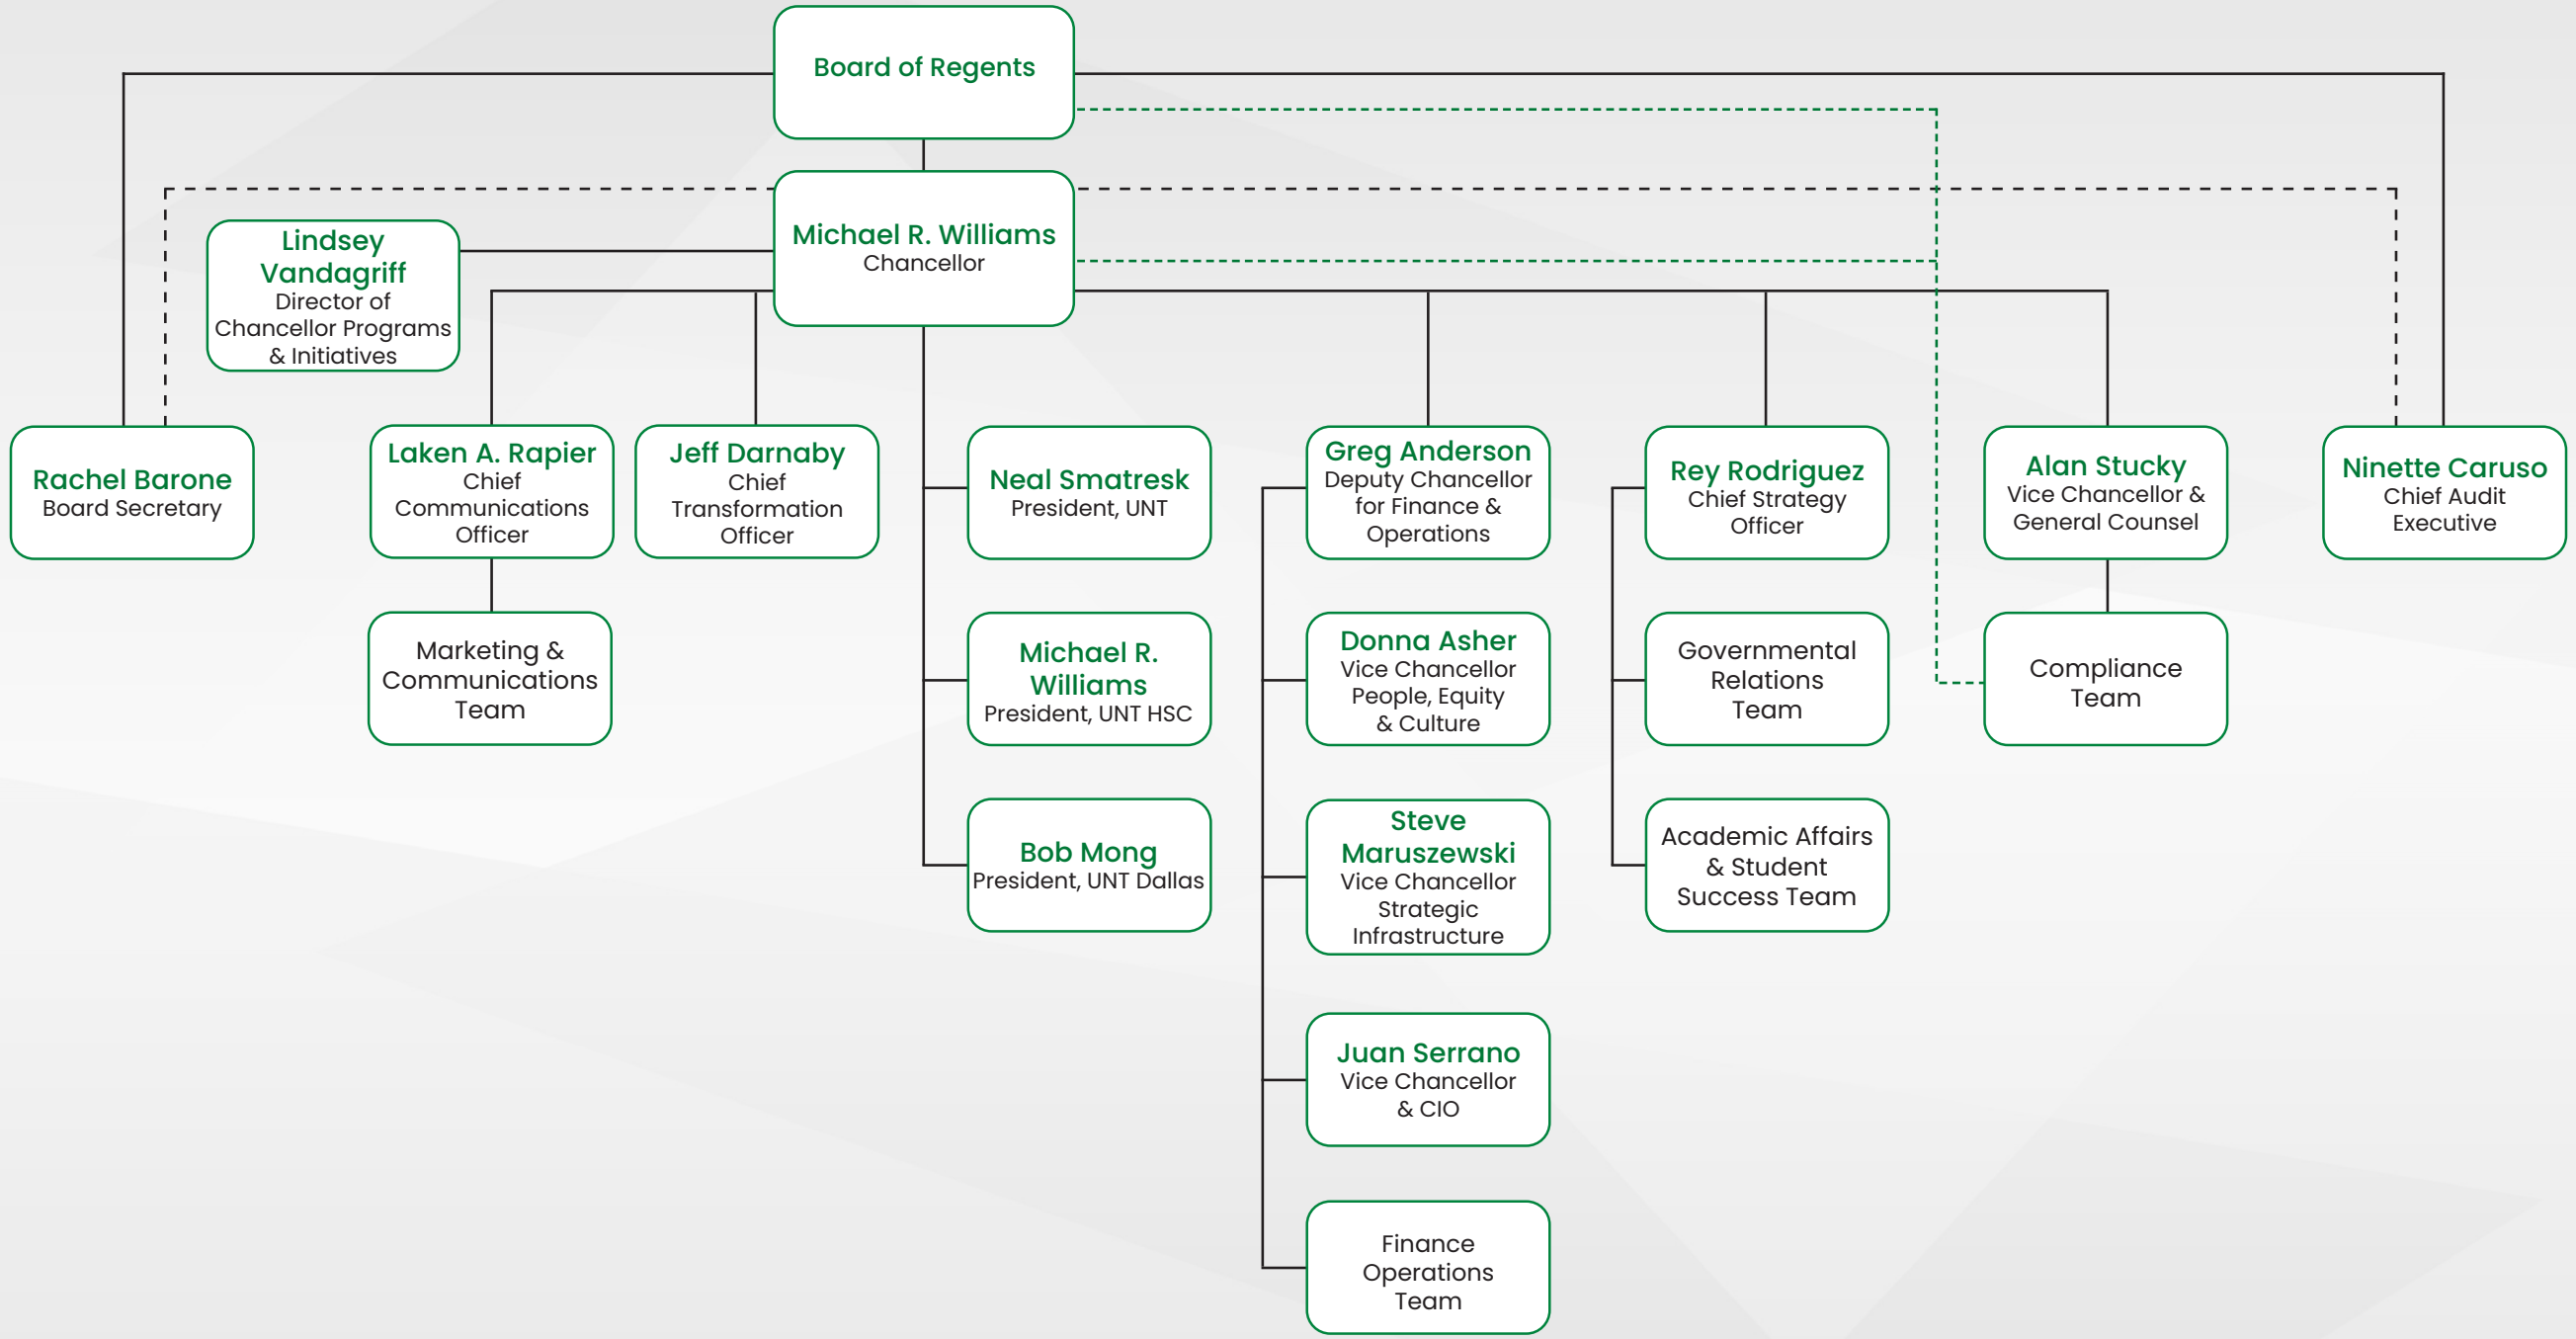 Board of Regents
Michael R. Williams
Chancellor
Lindsey
Vandagriff
Director of
Chancellor Programs
& Initiatives
Rachel Barone
Board Secretary
Laken A. Rapier
Chief
Communications
Officer
Jeff Darnaby
Chief
Transformation
Officer
Neal Smatresk
President, UNT
Greg Anderson
Deputy Chancellor
for Finance &
Operations
Rey Rodriguez
Chief Strategy
Officer
Alan Stucky
Vice Chancellor &
General Counsel
Ninette Caruso
Chief Audit
Executive
Marketing &
Communications
Team
Michael R.
Williams
President, UNT HSC
Donna Asher
Vice Chancellor
People, Equity
& Culture
Governmental
Relations
Team
Compliance
Team
Bob Mong
President, UNT Dallas
Steve
Maruszewski
Vice Chancellor
Strategic
Infrastructure
Academic Affairs
& Student
Success Team
Juan Serrano
Vice Chancellor
& CIO
Finance
Operations
Team